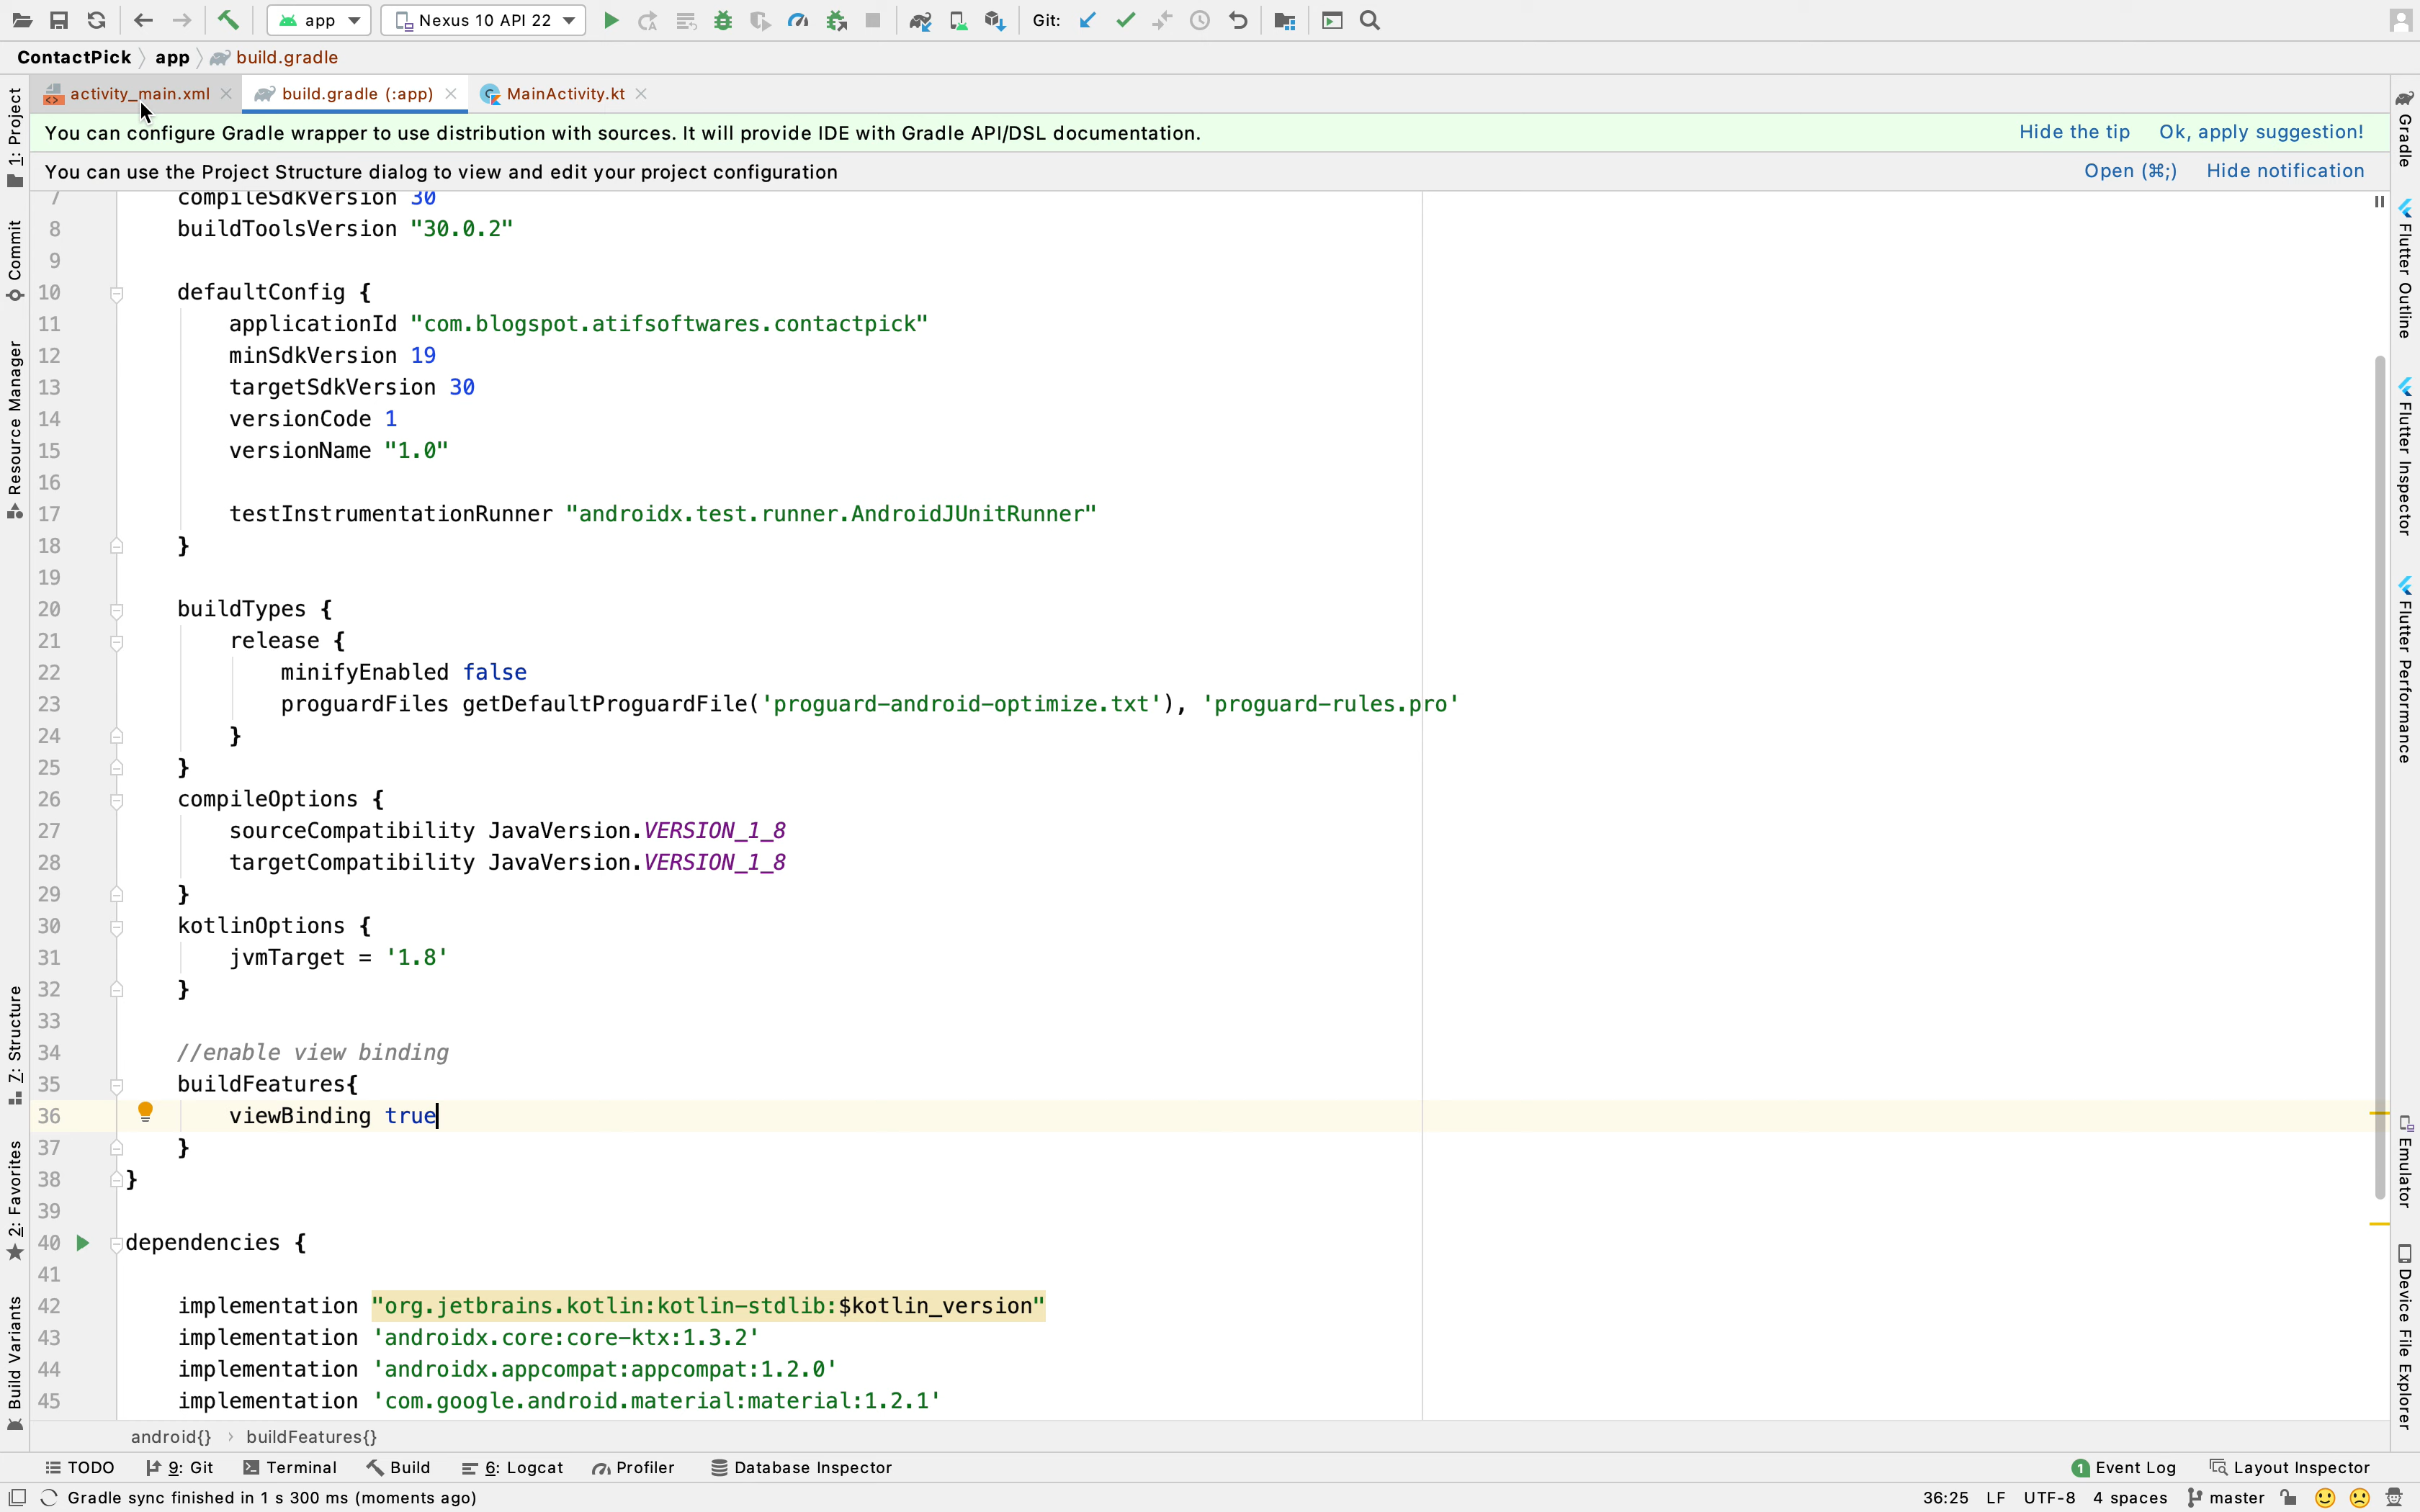 app
Nexus 10 API 22
Git:
ContactPick
app
build.gradle
activity_main.xml
build.gradle (:app)
MainActivity.kt
You can configure Gradle wrapper to use distribution with sources. It will provide IDE with Gradle API/DSL documentation.
Hide the tip
Ok, apply suggestion!
You can use the Project Structure dialog to view and edit your project configuration
Open (⌘;)
Hide notification
1: Project
Commit
Resource Manager
7: Structure
2: Favorites
Build Variants
7 compileSdkVersion 30
8 buildToolsVersion "30.0.2"
9
10 defaultConfig {
11 applicationId "com.blogspot.atifsoftwares.contactpick"
12 minSdkVersion 19
13 targetSdkVersion 30
14 versionCode 1
15 versionName "1.0"
16
17 testInstrumentationRunner "androidx.test.runner.AndroidJUnitRunner"
18 }
19
20 buildTypes {
21 release {
22 minifyEnabled false
23 proguardFiles getDefaultProguardFile('proguard-android-optimize.txt'), 'proguard-rules.pro'
24 }
25 }
26 compileOptions {
27 sourceCompatibility JavaVersion.VERSION_1_8
28 targetCompatibility JavaVersion.VERSION_1_8
29 }
30 kotlinOptions {
31 jvmTarget = '1.8'
32 }
33
34 //enable view binding
35 buildFeatures{
36 viewBinding true
37 }
38 }
39
40 dependencies {
41
42 implementation "org.jetbrains.kotlin:kotlin-stdlib:$kotlin_version"
43 implementation 'androidx.core:core-ktx:1.3.2'
44 implementation 'androidx.appcompat:appcompat:1.2.0'
45 implementation 'com.google.android.material:material:1.2.1'
Gradle
Flutter Outline
Flutter Inspector
Flutter Performance
Emulator
Device File Explorer
android{} › buildFeatures{}
TODO
9: Git
Terminal
Build
6: Logcat
Profiler
Database Inspector
1 Event Log
Layout Inspector
Gradle sync finished in 1 s 300 ms (moments ago)
36:25
LF
UTF-8
4 spaces
master